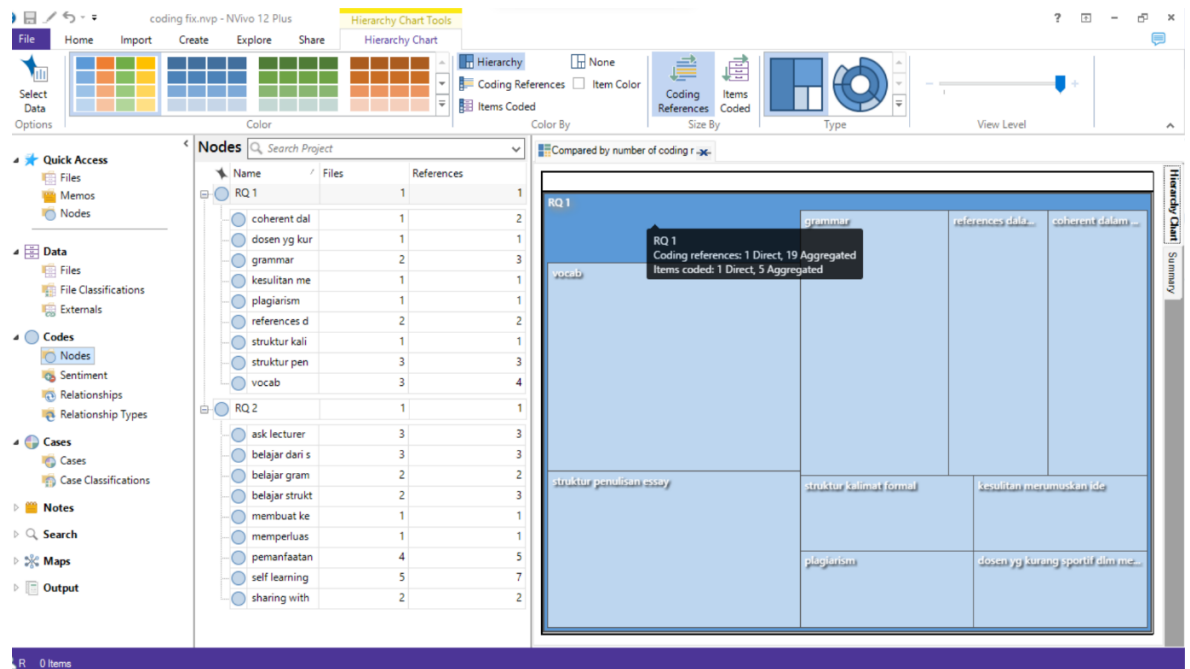 coding fix.nvp - NVivo 12 Plus
Hierarchy Chart Tools
?
File
Home
Import
Create
Explore
Share
Hierarchy Chart
Select
Data
Hierarchy
None
Coding References
Item Color
Items Coded
Coding
References
Items
Coded
Options
Color
Color By
Size By
Type
View Level
Quick Access
Files
Memos
Nodes
Data
Files
File Classifications
Externals
Codes
Nodes
Sentiment
Relationships
Relationship Types
Cases
Cases
Case Classifications
Notes
Search
Maps
Output
Nodes
Search Project
Name Files References
RQ 1 1 1
coherent dal 1 2
dosen yg kur 1 1
grammar 2 3
kesulitan me 1 1
plagiarism 1 1
references d 2 2
struktur kali 1 1
struktur pen 3 3
vocab 3 4
RQ 2 1 1
ask lecturer 3 3
belajar dari s 3 3
belajar gram 2 2
belajar strukt 2 3
membuat ke 1 1
memperluas 1 1
pemanfaatan 4 5
self learning 5 7
sharing with 2 2
Compared by number of coding r
RQ 1
grammar
references dala...
coherent dalam ...
RQ 1
Coding references: 1 Direct, 19 Aggregated
Items coded: 1 Direct, 5 Aggregated
vocab
struktur penulisan essay
struktur kalimat formal
kesulitan merumuskan ide
plagiarism
dosen yg kurang sportif dlm me...
Hierarchy Chart
Summary
R 0 Items